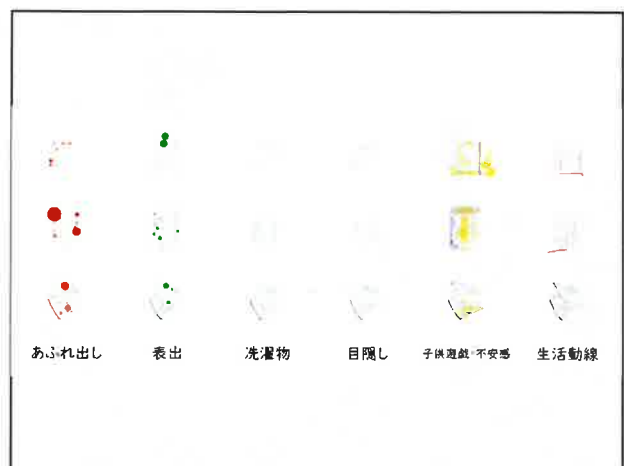 あふれ出し
表出
洗濯物
目隠し
子供遊戯・不安感
生活動線